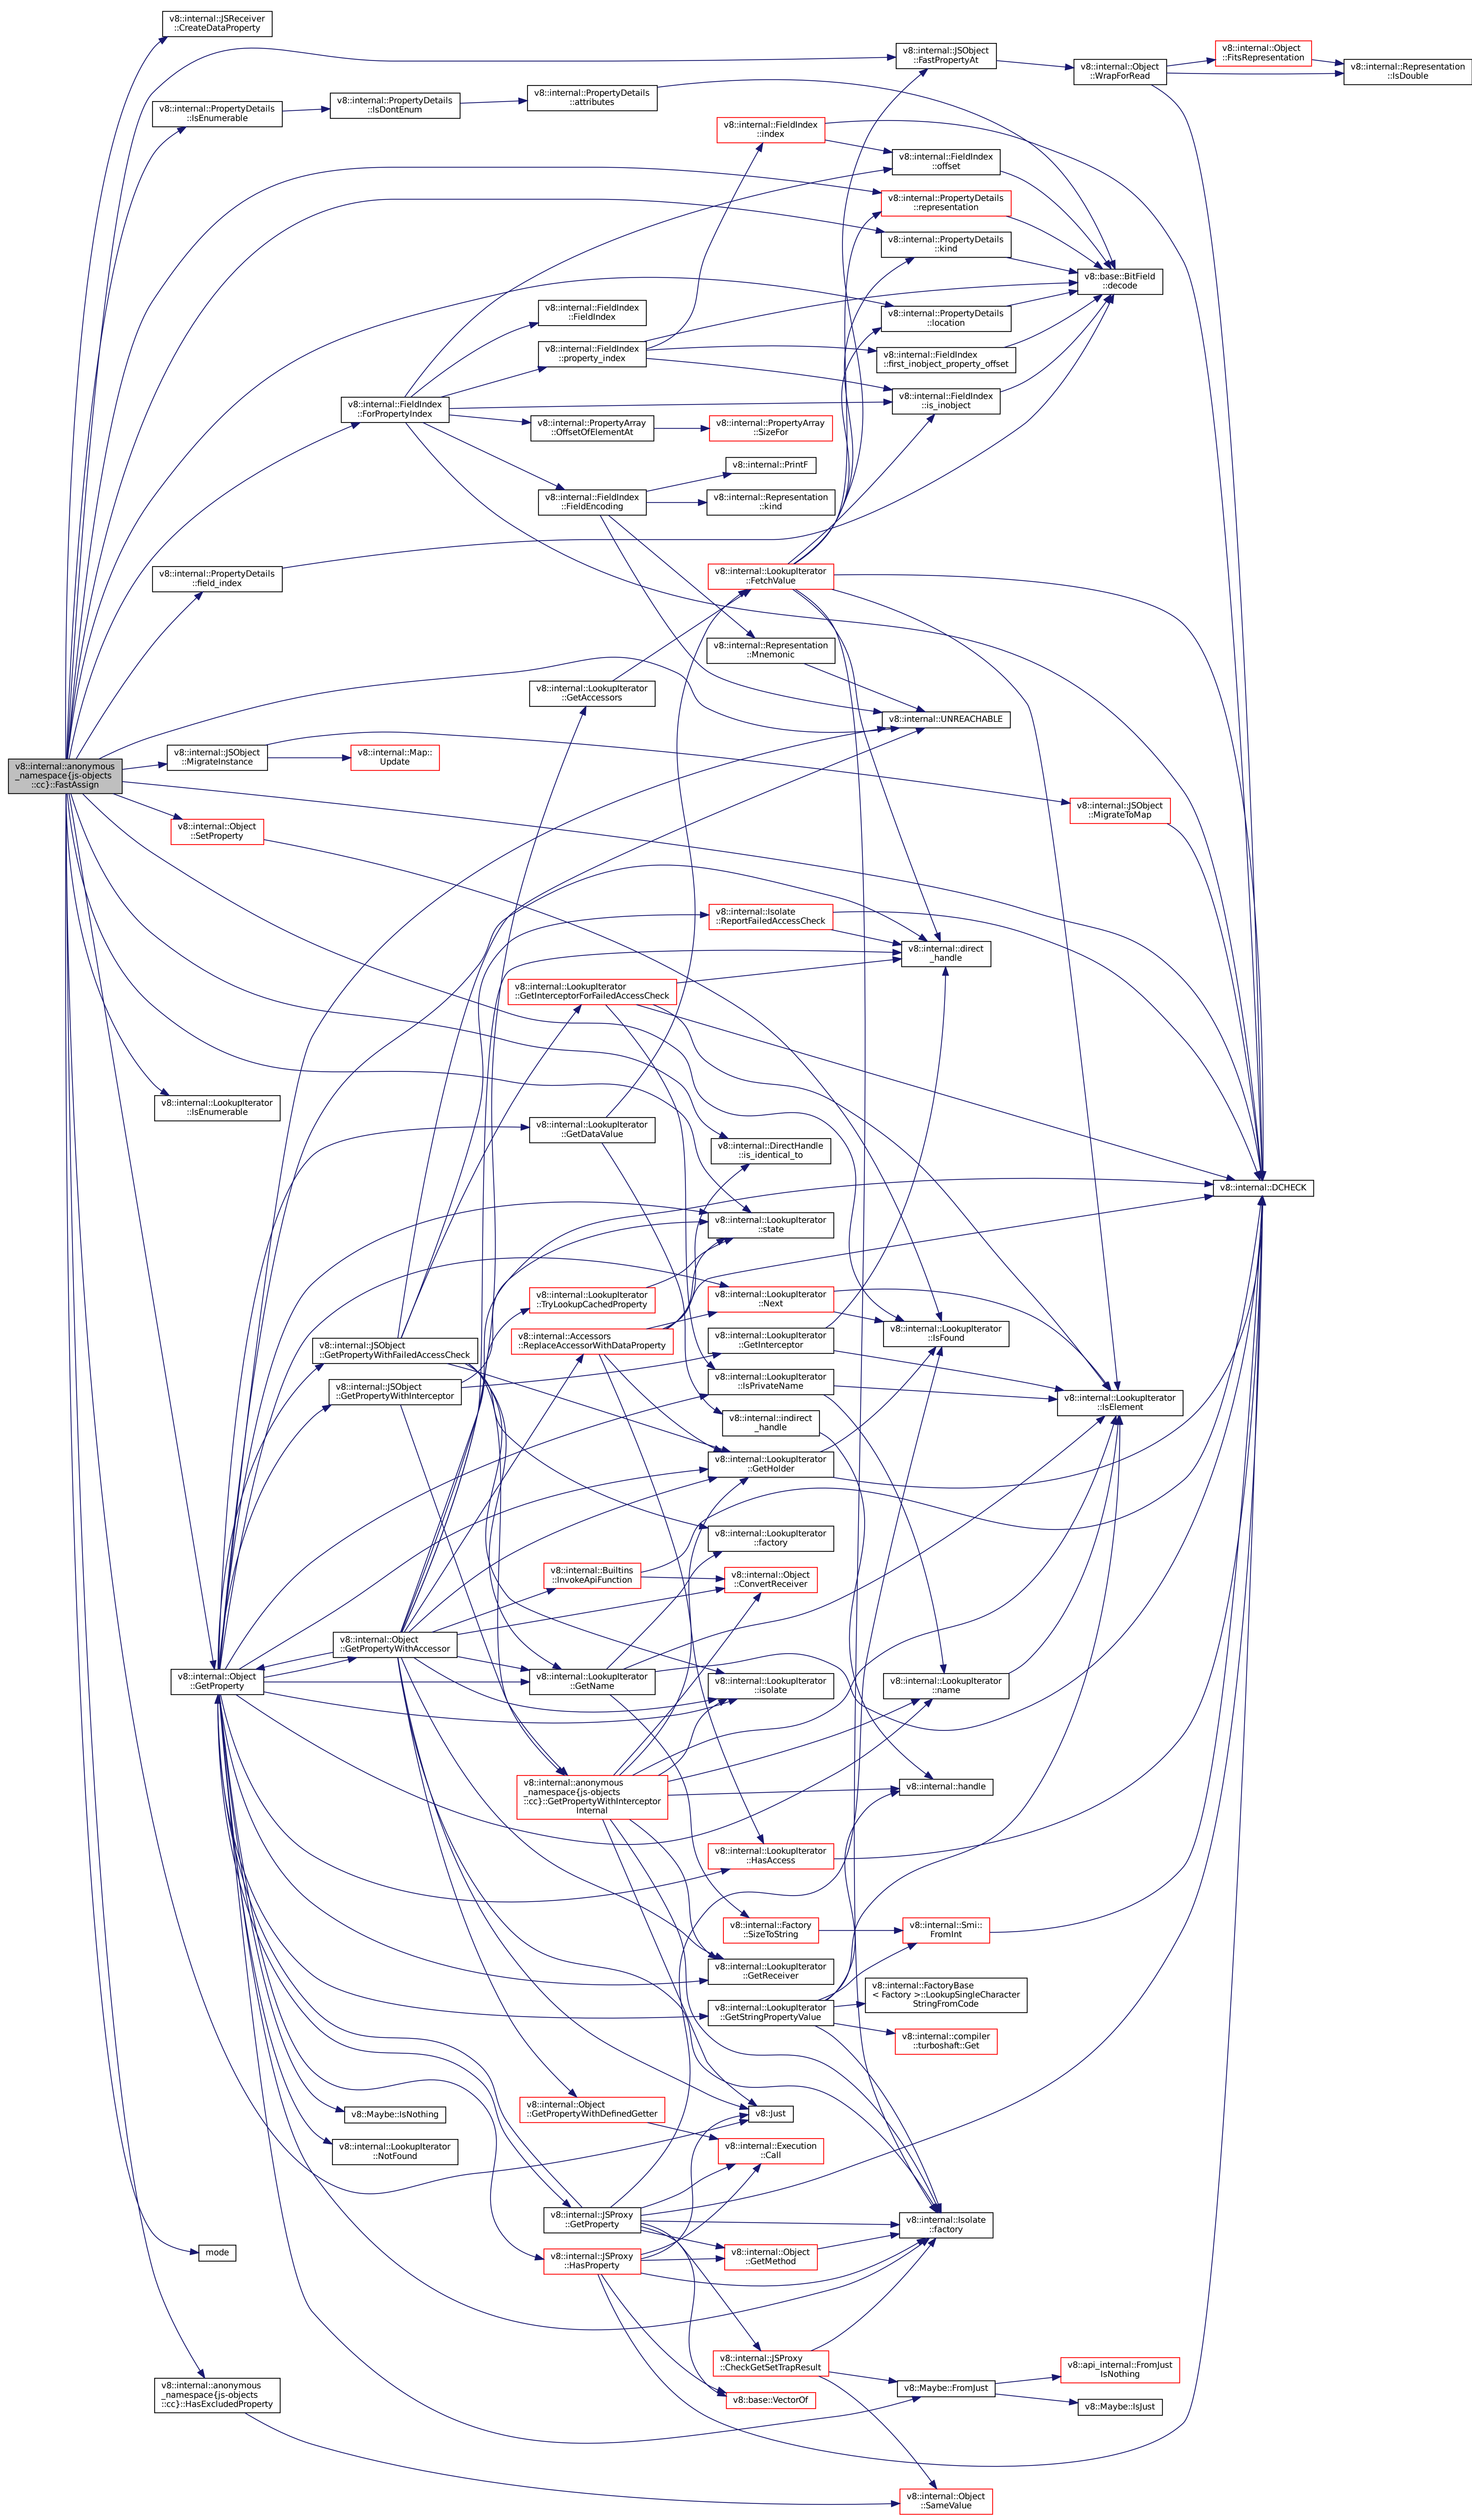 v8::internal::JSReceiver
::CreateDataProperty
v8::internal::JSObject
::FastPropertyAt
v8::internal::Object
::WrapForRead
v8::internal::Object
::FitsRepresentation
v8::internal::Representation
::IsDouble
v8::internal::PropertyDetails
::IsEnumerable
v8::internal::PropertyDetails
::IsDontEnum
v8::internal::PropertyDetails
::attributes
v8::internal::FieldIndex
::index
v8::internal::FieldIndex
::offset
v8::internal::PropertyDetails
::representation
v8::internal::PropertyDetails
::kind
v8::base::BitField
::decode
v8::internal::PropertyDetails
::location
v8::internal::FieldIndex
::FieldIndex
v8::internal::FieldIndex
::property_index
v8::internal::FieldIndex
::first_inobject_property_offset
v8::internal::FieldIndex
::is_inobject
v8::internal::FieldIndex
::ForPropertyIndex
v8::internal::PropertyArray
::OffsetOfElementAt
v8::internal::PropertyArray
::SizeFor
v8::internal::PrintF
v8::internal::FieldIndex
::FieldEncoding
v8::internal::Representation
::kind
v8::internal::PropertyDetails
::field_index
v8::internal::LookupIterator
::FetchValue
v8::internal::Representation
::Mnemonic
v8::internal::LookupIterator
::GetAccessors
v8::internal::UNREACHABLE
v8::internal::anonymous
_namespace{js-objects
::cc}::FastAssign
v8::internal::JSObject
::MigrateInstance
v8::internal::Map::
Update
v8::internal::JSObject
::MigrateToMap
v8::internal::Object
::SetProperty
v8::internal::Isolate
::ReportFailedAccessCheck
v8::internal::direct
_handle
v8::internal::LookupIterator
::GetInterceptorForFailedAccessCheck
v8::internal::LookupIterator
::IsEnumerable
v8::internal::LookupIterator
::GetDataValue
v8::internal::DirectHandle
::is_identical_to
v8::internal::DCHECK
v8::internal::LookupIterator
::state
v8::internal::LookupIterator
::TryLookupCachedProperty
v8::internal::LookupIterator
::Next
v8::internal::Accessors
::ReplaceAccessorWithDataProperty
v8::internal::LookupIterator
::GetInterceptor
v8::internal::LookupIterator
::IsFound
v8::internal::JSObject
::GetPropertyWithFailedAccessCheck
v8::internal::JSObject
::GetPropertyWithInterceptor
v8::internal::LookupIterator
::IsPrivateName
v8::internal::LookupIterator
::IsElement
v8::internal::indirect
_handle
v8::internal::LookupIterator
::GetHolder
v8::internal::LookupIterator
::factory
v8::internal::Builtins
::InvokeApiFunction
v8::internal::Object
::ConvertReceiver
v8::internal::Object
::GetPropertyWithAccessor
v8::internal::Object
::GetProperty
v8::internal::LookupIterator
::GetName
v8::internal::LookupIterator
::isolate
v8::internal::LookupIterator
::name
v8::internal::anonymous
_namespace{js-objects
::cc}::GetPropertyWithInterceptor
Internal
v8::internal::handle
v8::internal::LookupIterator
::HasAccess
v8::internal::Factory
::SizeToString
v8::internal::Smi::
FromInt
v8::internal::LookupIterator
::GetReceiver
v8::internal::FactoryBase
< Factory >::LookupSingleCharacter
StringFromCode
v8::internal::LookupIterator
::GetStringPropertyValue
v8::internal::compiler
::turboshaft::Get
v8::internal::Object
::GetPropertyWithDefinedGetter
v8::Maybe::IsNothing
v8::Just
v8::internal::LookupIterator
::NotFound
v8::internal::Execution
::Call
v8::internal::JSProxy
::GetProperty
v8::internal::Isolate
::factory
mode
v8::internal::JSProxy
::HasProperty
v8::internal::Object
::GetMethod
v8::internal::JSProxy
::CheckGetSetTrapResult
v8::api_internal::FromJust
IsNothing
v8::internal::anonymous
_namespace{js-objects
::cc}::HasExcludedProperty
v8::base::VectorOf
v8::Maybe::FromJust
v8::Maybe::IsJust
v8::internal::Object
::SameValue